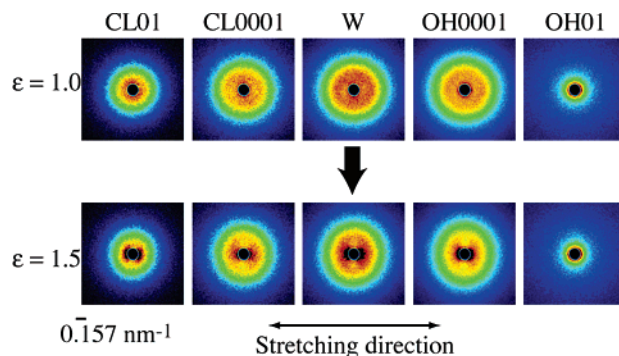 CL01 CL0001 W OH0001 OH01
ε = 1.0
ε = 1.5
0.157 nm⁻¹
Stretching direction